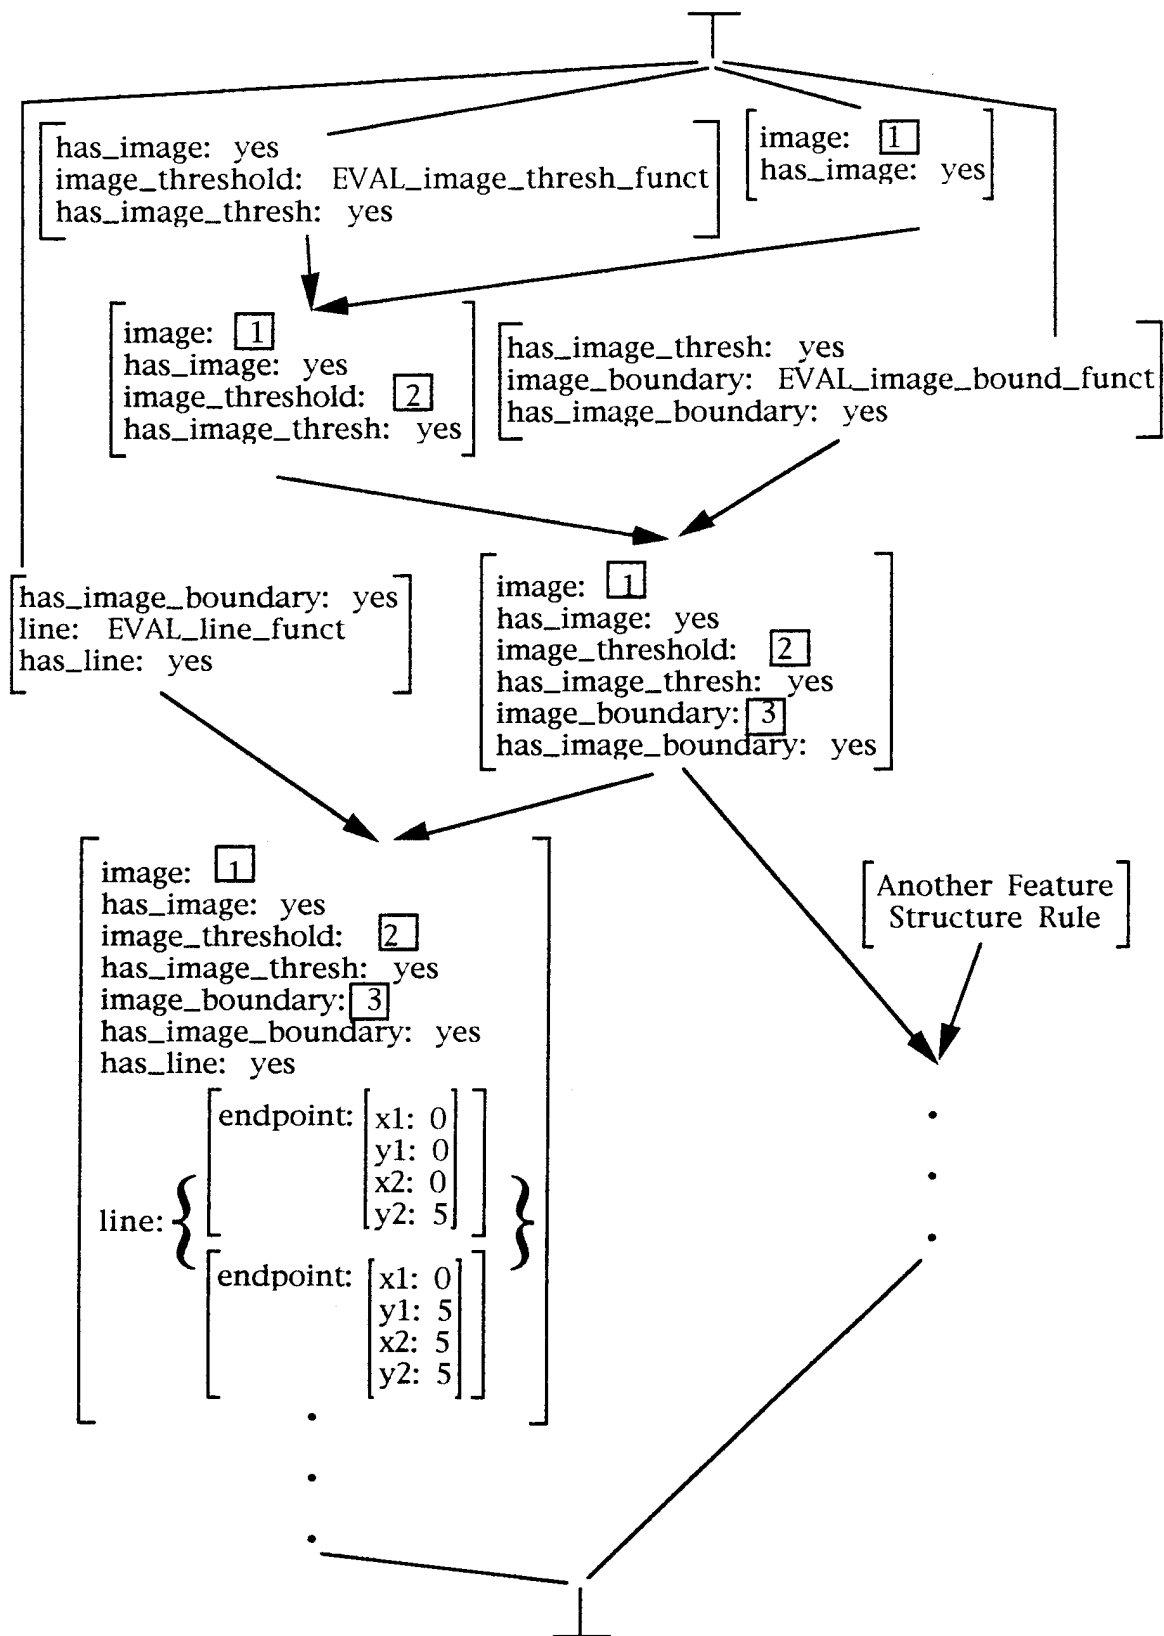 has_image: yes
image_threshold: EVAL_image_thresh_funct
has_image_thresh: yes
image: 1
has_image: yes
image: 1
has_image: yes
image_threshold: 2
has_image_thresh: yes
has_image_thresh: yes
image_boundary: EVAL_image_bound_funct
has_image_boundary: yes
has_image_boundary: yes
line: EVAL_line_funct
has_line: yes
image: 1
has_image: yes
image_threshold: 2
has_image_thresh: yes
image_boundary: 3
has_image_boundary: yes
image: 1
has_image: yes
image_threshold: 2
has_image_thresh: yes
image_boundary: 3
has_image_boundary: yes
has_line: yes
line:
endpoint: x1: 0
y1: 0
x2: 0
y2: 5
endpoint: x1: 0
y1: 5
x2: 5
y2: 5
Another Feature
Structure Rule